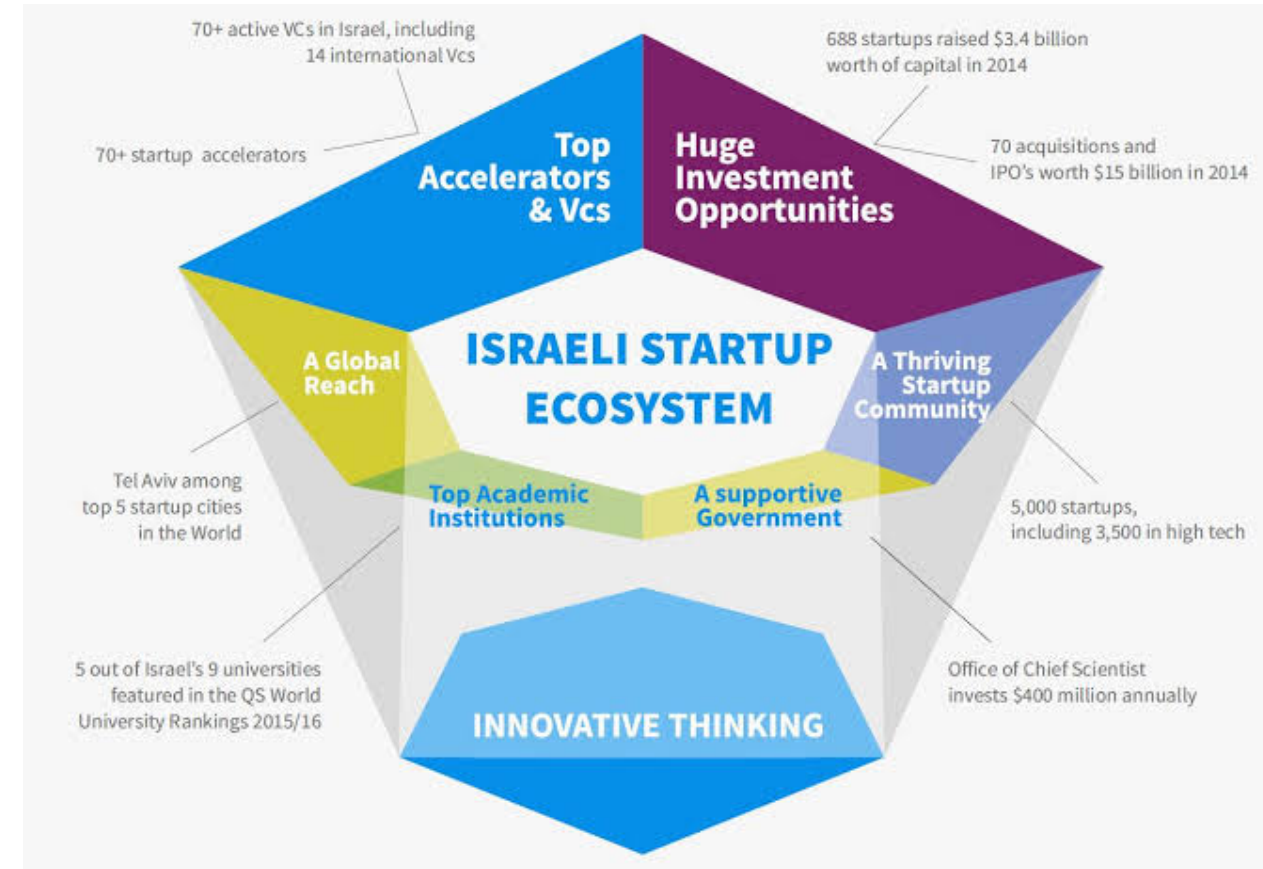 70+ active VCs in Israel, including
14 international Vcs
70+ startup accelerators
688 startups raised $3.4 billion
worth of capital in 2014
70 acquisitions and
IPO's worth $15 billion in 2014
Top
Accelerators
& Vcs
Huge
Investment
Opportunities
ISRAELI STARTUP
ECOSYSTEM
A Global
Reach
A Thriving
Startup
Community
Top Academic
Institutions
A supportive
Government
Tel Aviv among
top 5 startup cities
in the World
5,000 startups,
including 3,500 in high tech
5 out of Israel's 9 universities
featured in the QS World
University Rankings 2015/16
Office of Chief Scientist
invests $400 million annually
INNOVATIVE THINKING